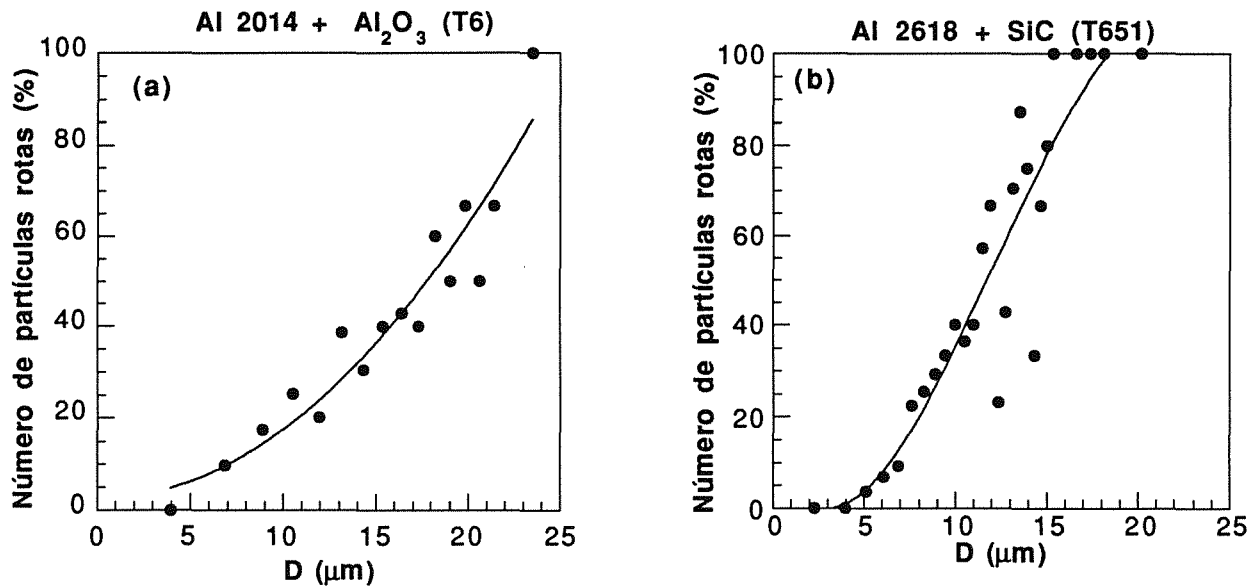 Al 2014 + Al₂O₃ (T6)
(a)
Número de partículas rotas (%)
100
80
60
40
20
0
0 5 10 15 20 25
D (μm)
Al 2618 + SiC (T651)
(b)
Número de partículas rotas (%)
100
80
60
40
20
0
0 5 10 15 20 25
D (μm)